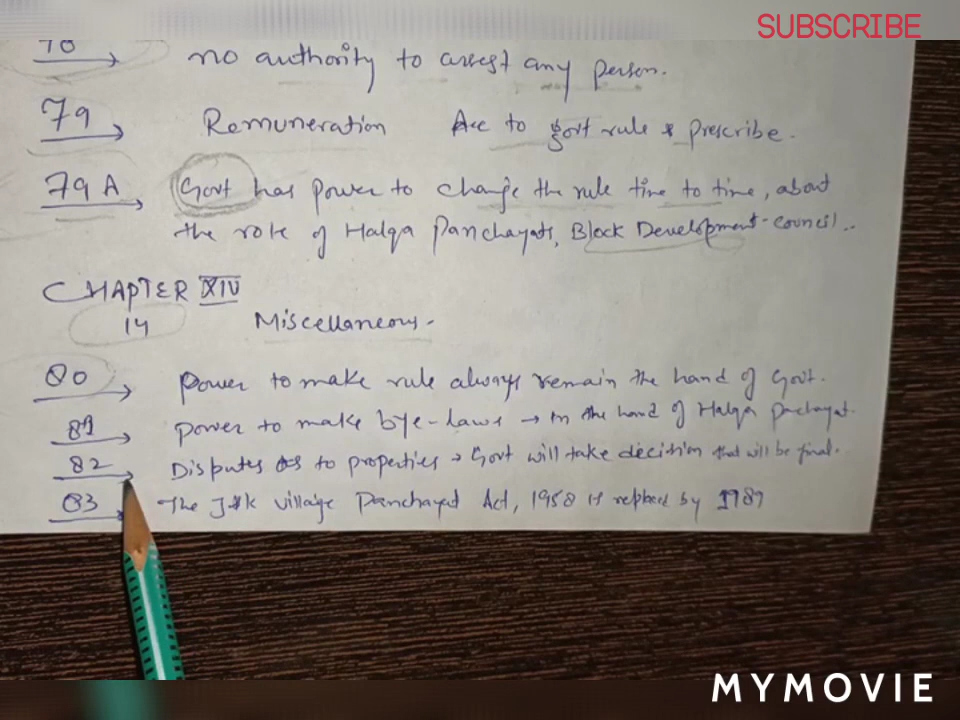 SUBSCRIBE
78 no authority to arrest any person.
79 Remuneration Acc to govt rule & prescribe.
79 A Govt has power to change the rule time to time, about
the role of Halqa Panchayats, Block Development Council..
CHAPTER XIV
14 Miscellaneous.
80 Power to make rule always remain the hand of Govt.
81 Power to make bye-laws → In the hand of Halqa pachayat.
82 Disputes as to properties → Govt will take decision that will be final.
83 The J&k village Panchayat Act, 1958 is replaced by 1989
MYMOVIE